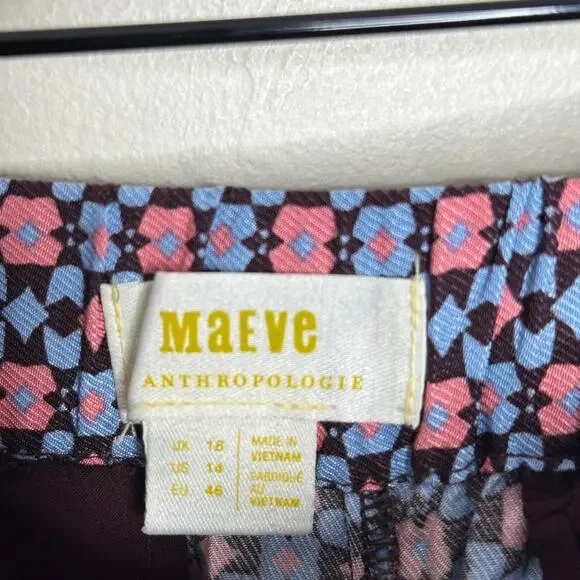 MaEVe
ANTHROPOLOGIE
UK 18
US 14
EU 46
MADE IN
VIETNAM
FABRIQUÉ
AU
VIETNAM